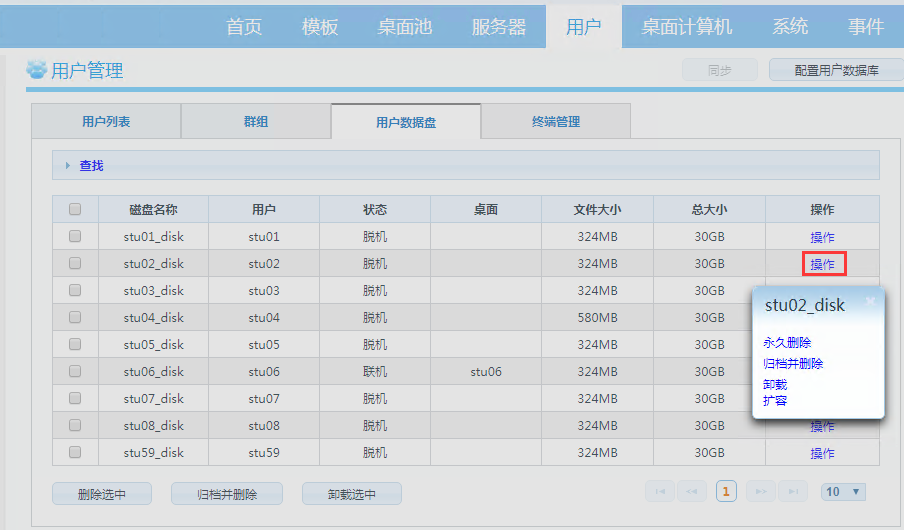 首页 模板 桌面池 服务器 用户 桌面计算机 系统 事件
用户管理 同步 配置用户数据库
用户列表 群组 用户数据盘 终端管理
查找
磁盘名称 用户 状态 桌面 文件大小 总大小 操作
stu01_disk stu01 脱机 324MB 30GB 操作
stu02_disk stu02 脱机 324MB 30GB 操作
stu03_disk stu03 脱机 324MB 30GB
stu04_disk stu04 脱机 580MB 30GB
stu05_disk stu05 脱机 324MB 30GB
stu06_disk stu06 联机 stu06 324MB 30GB
stu07_disk stu07 脱机 324MB 30GB
stu08_disk stu08 脱机 324MB 30GB 操作
stu59_disk stu59 脱机 324MB 30GB 操作
stu02_disk
永久删除
归档并删除
卸载
扩容
删除选中 归档并删除 卸载选中 1 10